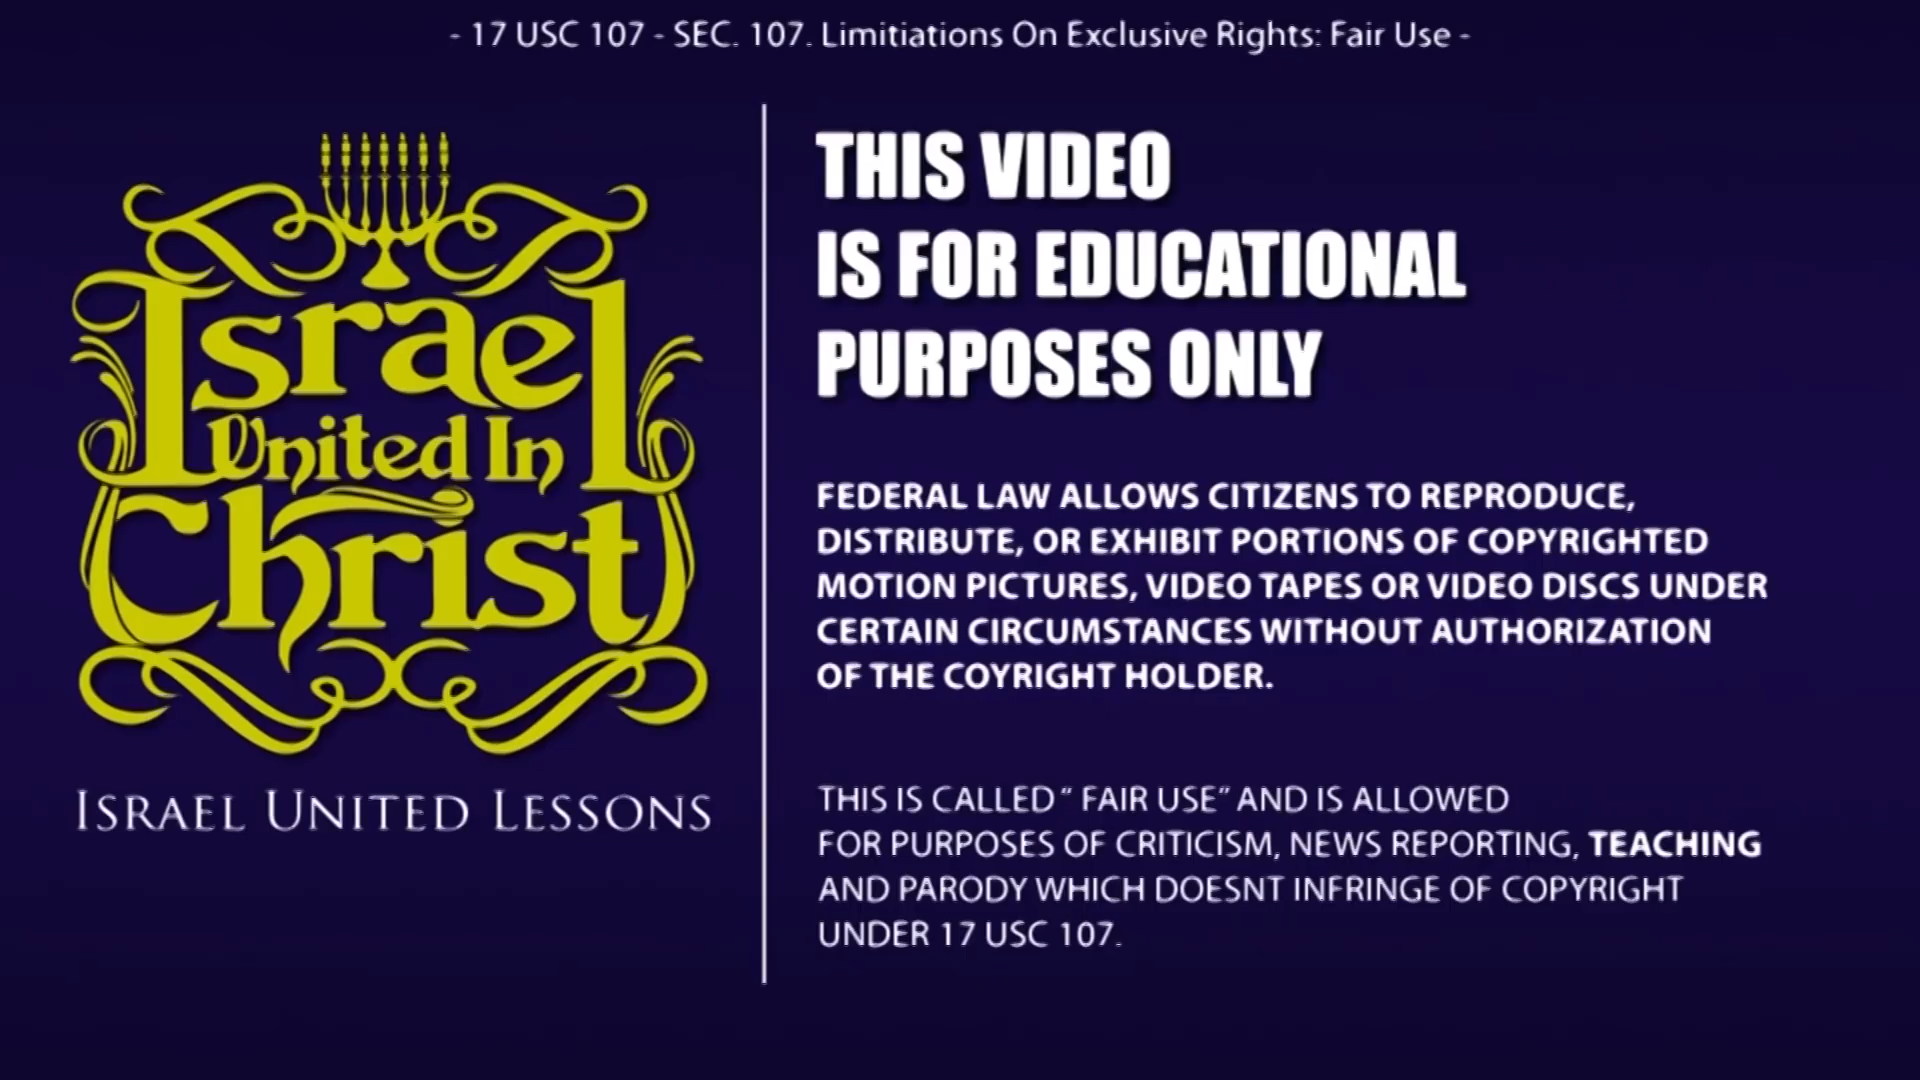 - 17 USC 107 - SEC. 107. Limitiations On Exclusive Rights: Fair Use -
Israel
United In
Christ
ISRAEL UNITED LESSONS
THIS VIDEO
IS FOR EDUCATIONAL
PURPOSES ONLY
FEDERAL LAW ALLOWS CITIZENS TO REPRODUCE,
DISTRIBUTE, OR EXHIBIT PORTIONS OF COPYRIGHTED
MOTION PICTURES, VIDEO TAPES OR VIDEO DISCS UNDER
CERTAIN CIRCUMSTANCES WITHOUT AUTHORIZATION
OF THE COYRIGHT HOLDER.
THIS IS CALLED “ FAIR USE” AND IS ALLOWED
FOR PURPOSES OF CRITICISM, NEWS REPORTING, TEACHING
AND PARODY WHICH DOESNT INFRINGE OF COPYRIGHT
UNDER 17 USC 107.